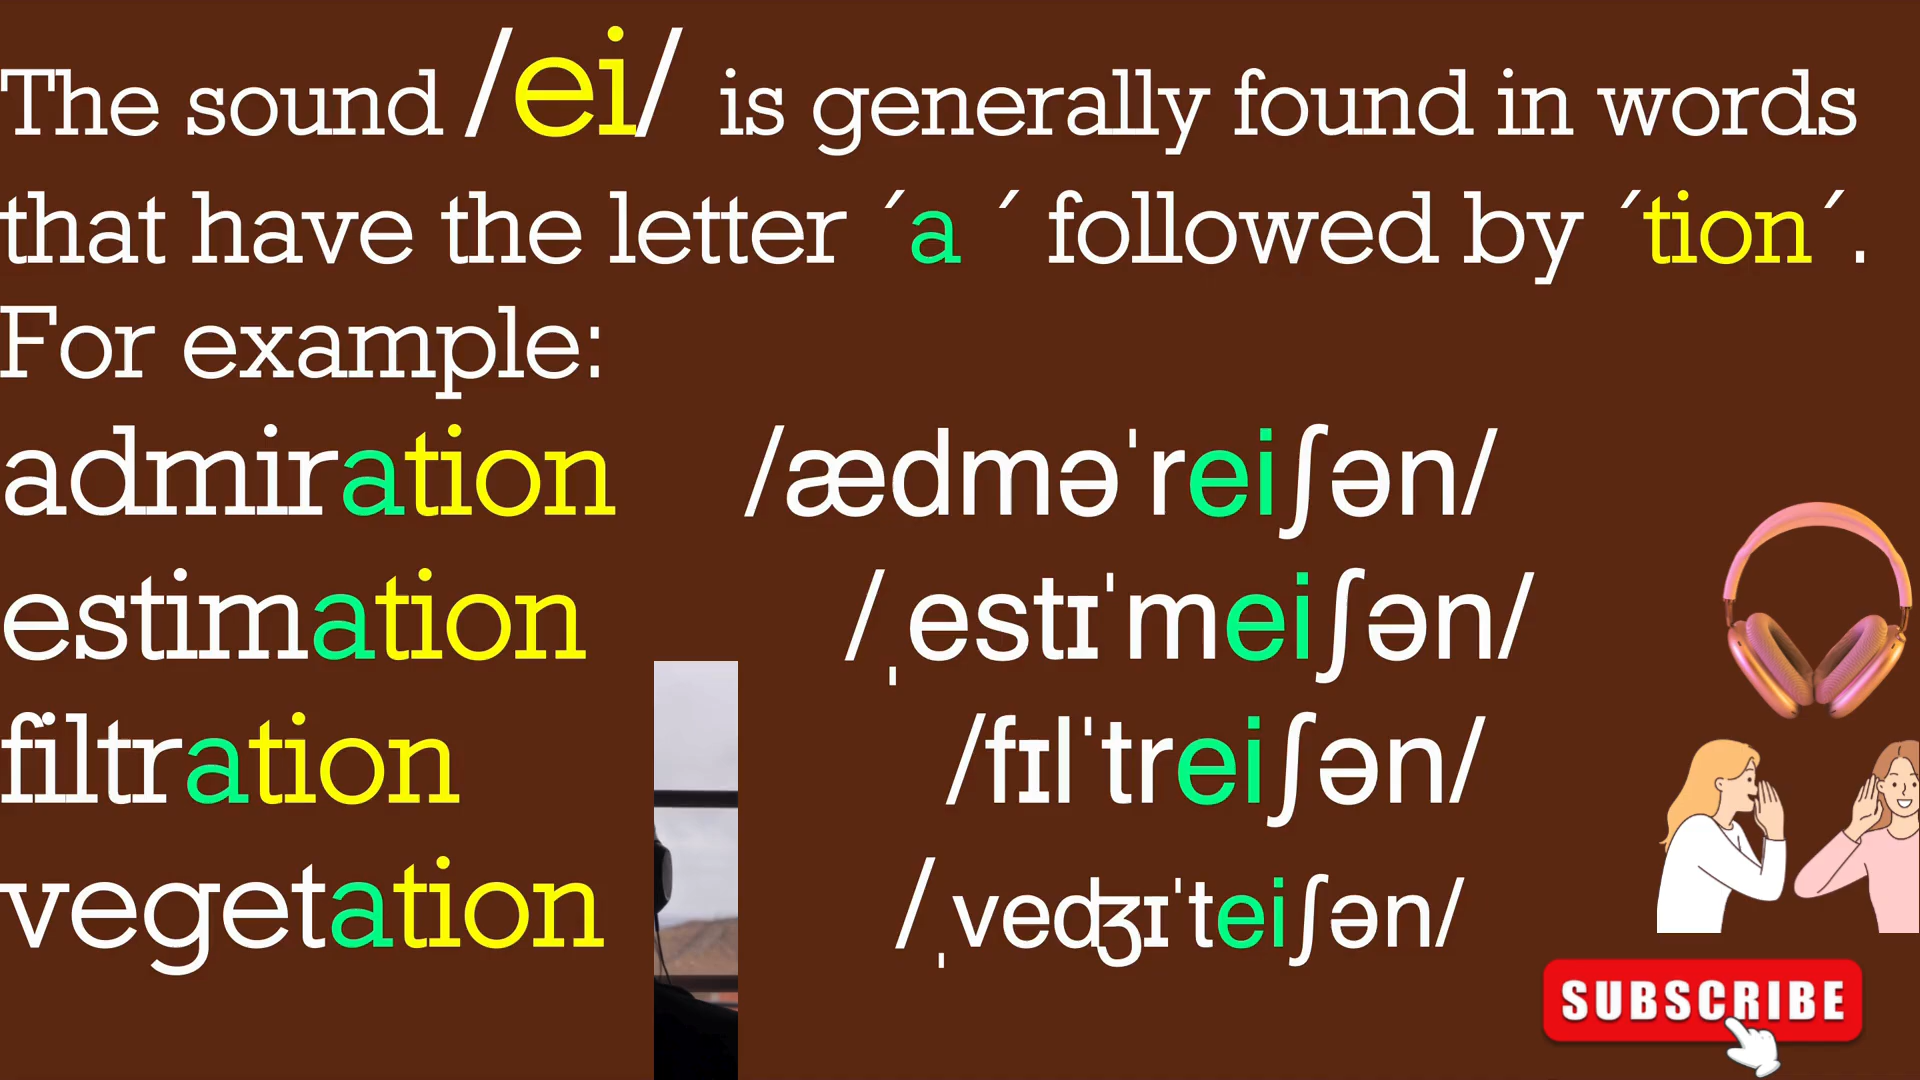 The sound /ei/ is generally found in words
that have the letter ´a ´ followed by ´tion´.
For example:
admiration /ædməˈreiʃən/
estimation /ˌestɪˈmeiʃən/
filtration /fɪlˈtreiʃən/
vegetation /ˌveʤɪˈteiʃən/
SUBSCRIBE